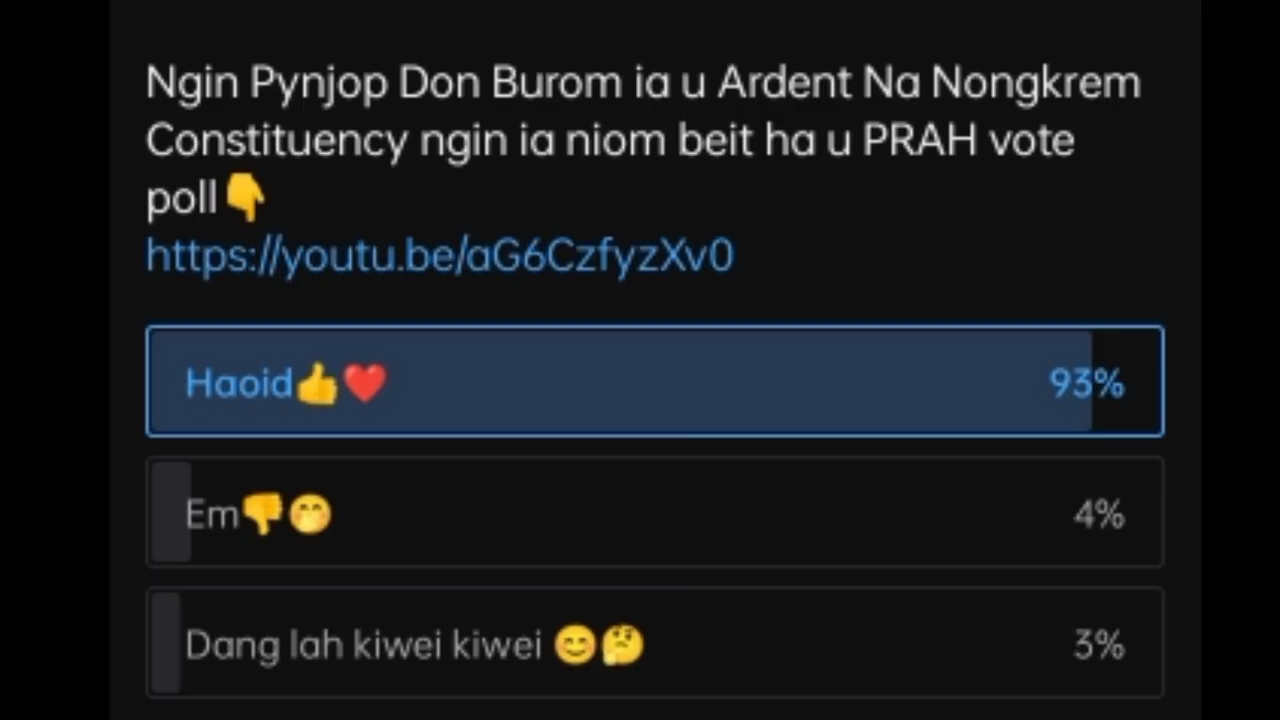 Ngin Pynjop Don Burom ia u Ardent Na Nongkrem
Constituency ngin ia niom beit ha u PRAH vote
poll👇
https://youtu.be/aG6CzfyzXv0
Haoid👍❤️ 93%
Em👎🤭 4%
Dang lah kiwei kiwei 😊🤔 3%